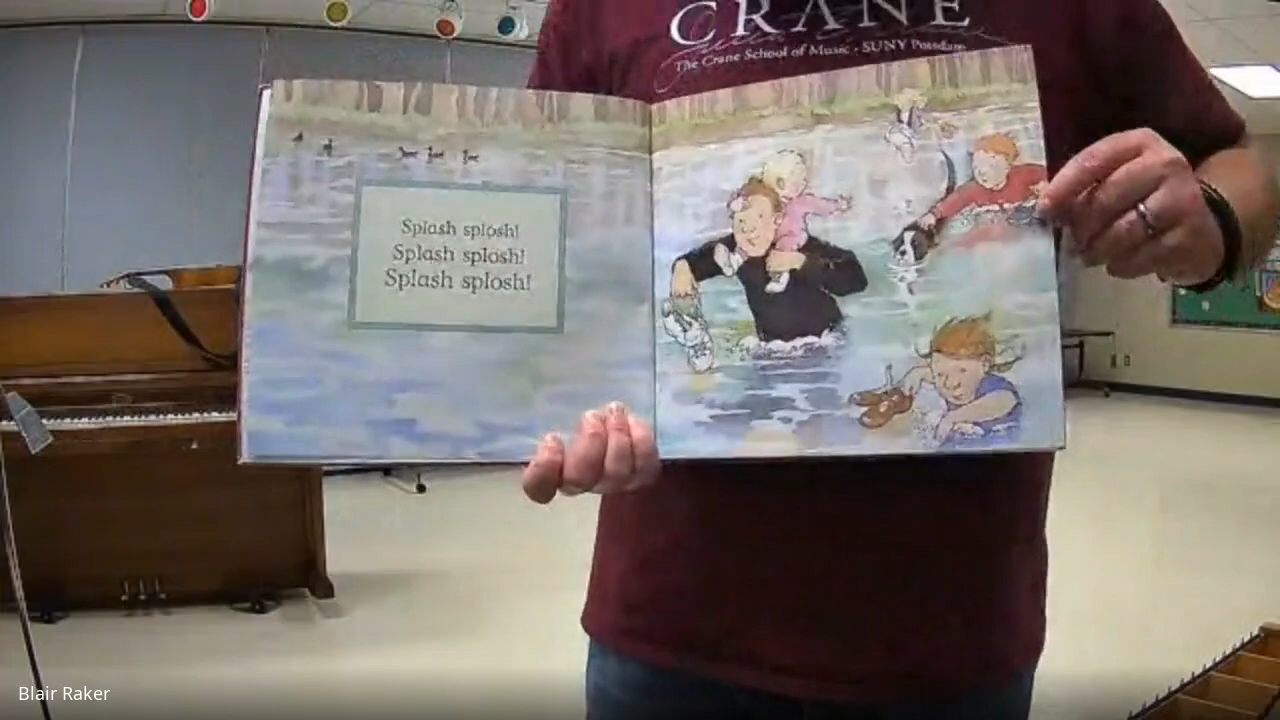 CRANE
The Crane School of Music • SUNY Potsdam
Splash splosh!
Splash splosh!
Splash splosh!
Blair Raker